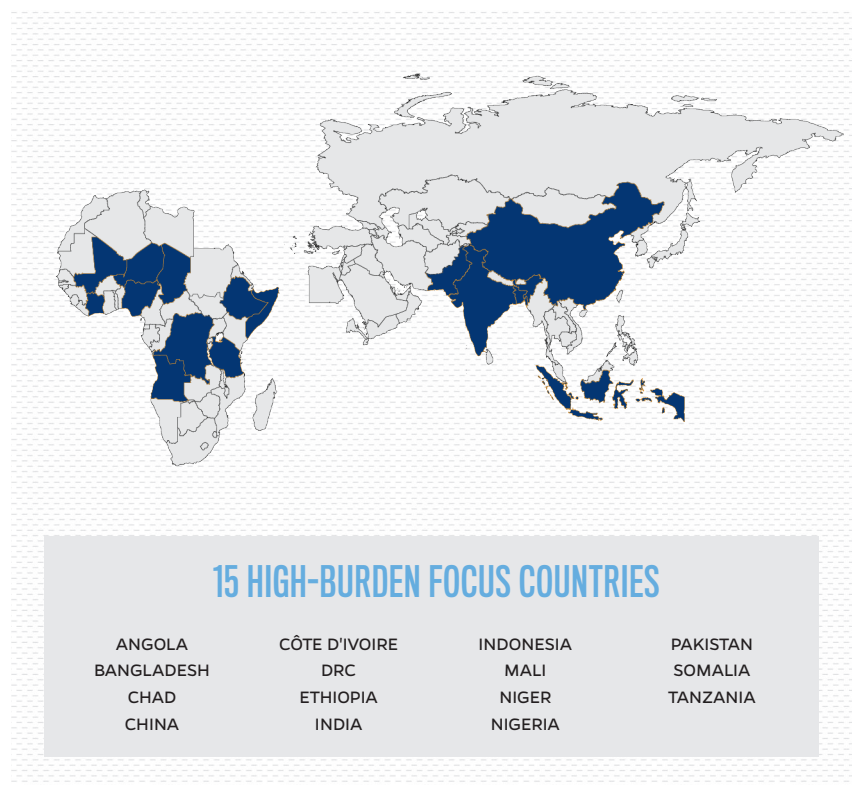 15 HIGH-BURDEN FOCUS COUNTRIES
ANGOLA
BANGLADESH
CHAD
CHINA
CÔTE D'IVOIRE
DRC
ETHIOPIA
INDIA
INDONESIA
MALI
NIGER
NIGERIA
PAKISTAN
SOMALIA
TANZANIA